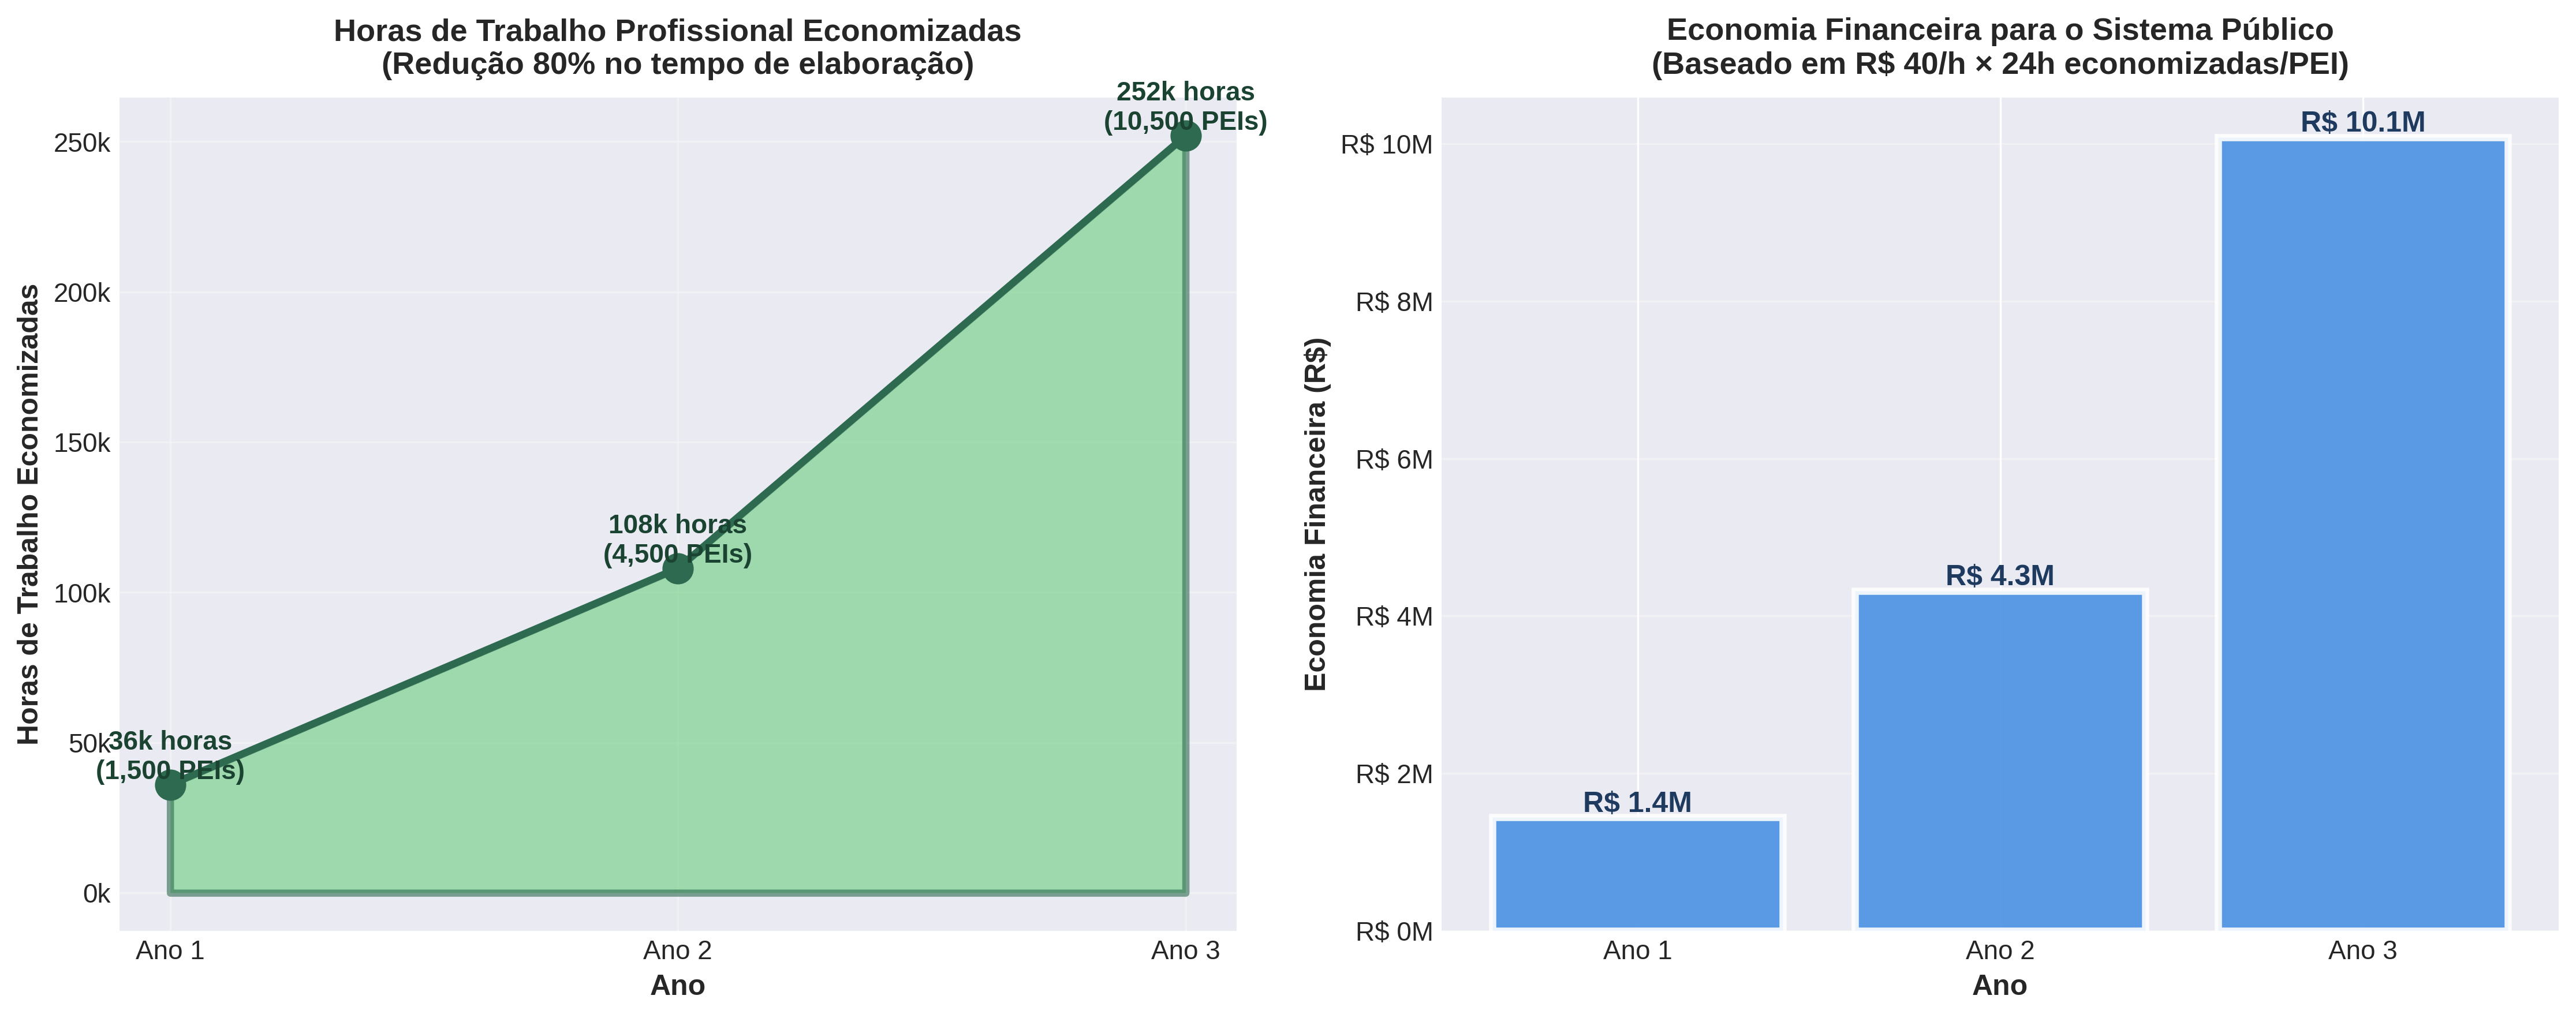 Horas de Trabalho Profissional Economizadas
(Redução 80% no tempo de elaboração)
Horas de Trabalho Economizadas
250k
200k
150k
100k
50k
0k
252k horas
(10,500 PEIs)
108k horas
(4,500 PEIs)
36k horas
(1,500 PEIs)
Ano 1
Ano 2
Ano 3
Ano
Economia Financeira para o Sistema Público
(Baseado em R$ 40/h × 24h economizadas/PEI)
Economia Financeira (R$)
R$ 10M
R$ 8M
R$ 6M
R$ 4M
R$ 2M
R$ 0M
R$ 1.4M
R$ 4.3M
R$ 10.1M
Ano 1
Ano 2
Ano 3
Ano